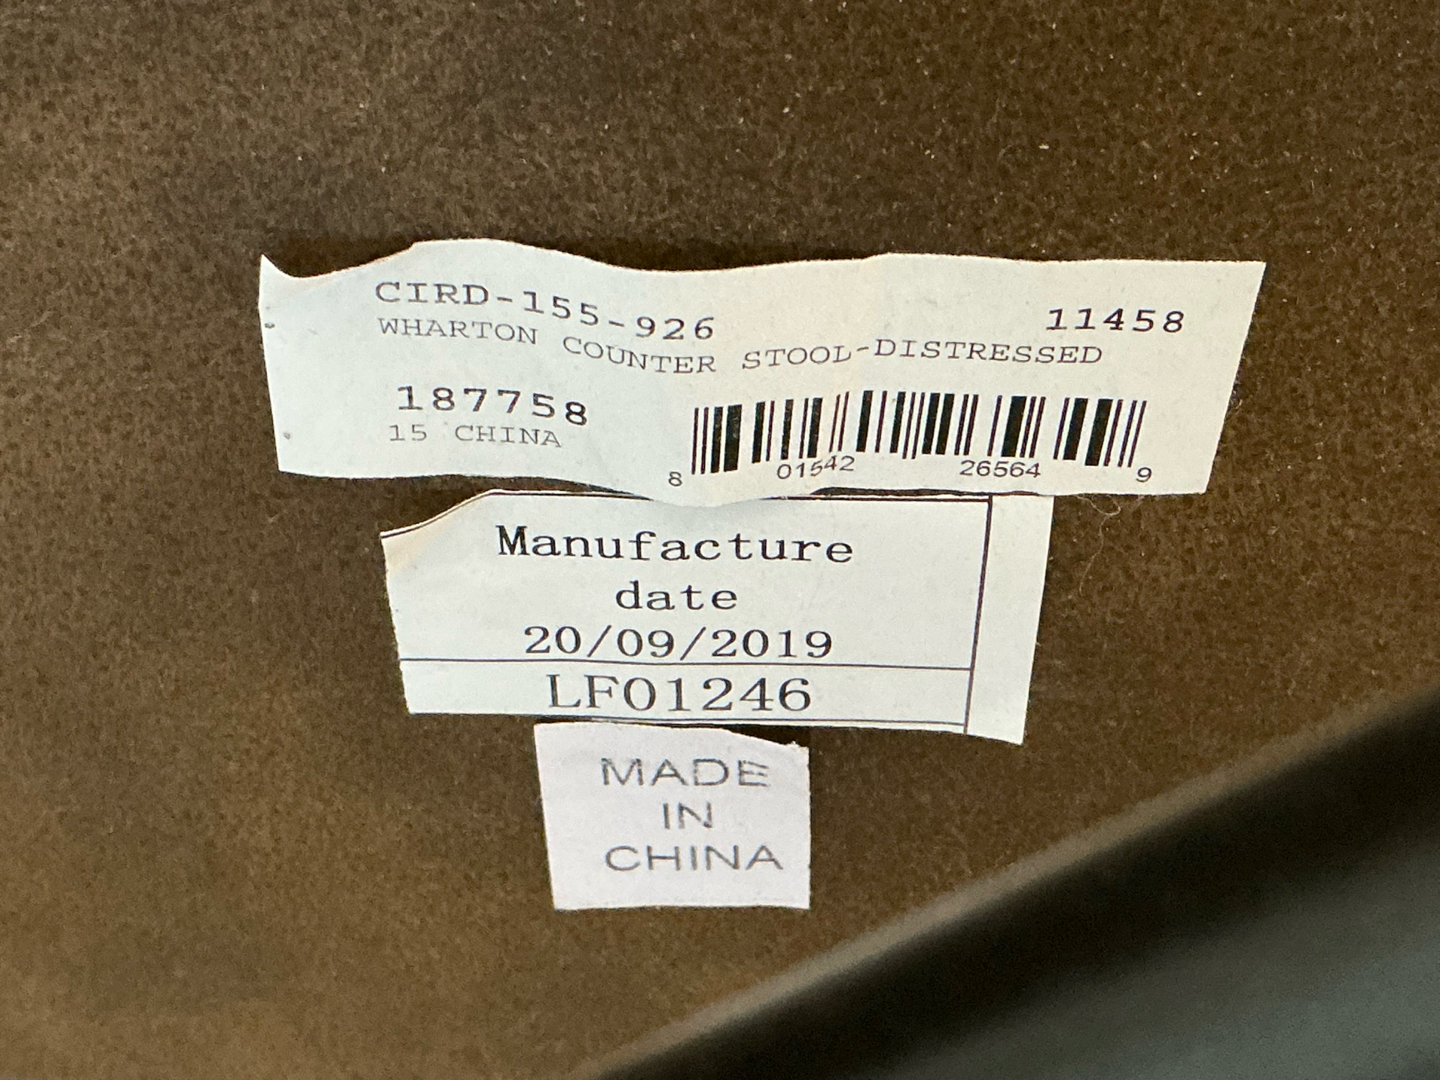 CIRD-155-926 11458
WHARTON COUNTER STOOL-DISTRESSED
187758
15 CHINA
8 01542 26564 9
Manufacture
date
20/09/2019
LF01246
MADE
IN
CHINA